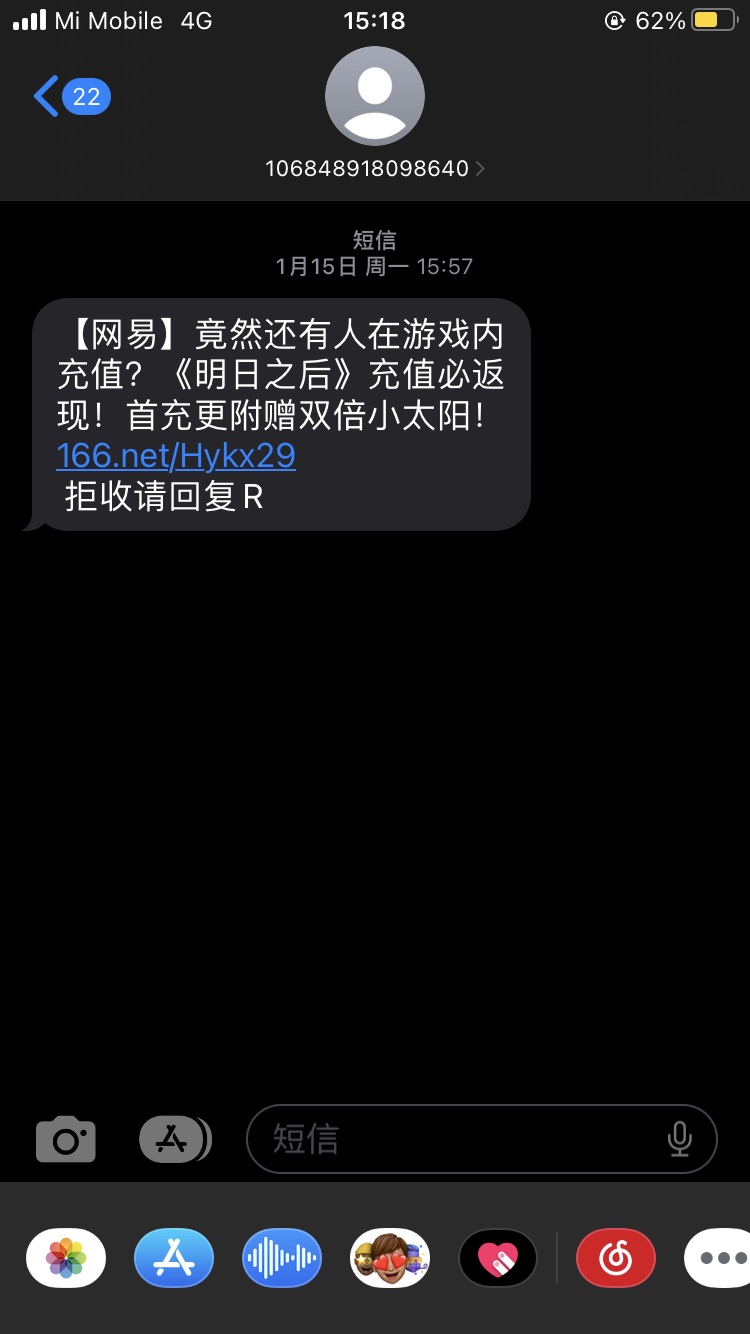 Mi Mobile 4G 15:18 62%
22
106848918098640
短信
1月15日 周一 15:57
【网易】竟然还有人在游戏内
充值？《明日之后》充值必返
现！首充更附赠双倍小太阳！
166.net/Hykx29
拒收请回复R
短信